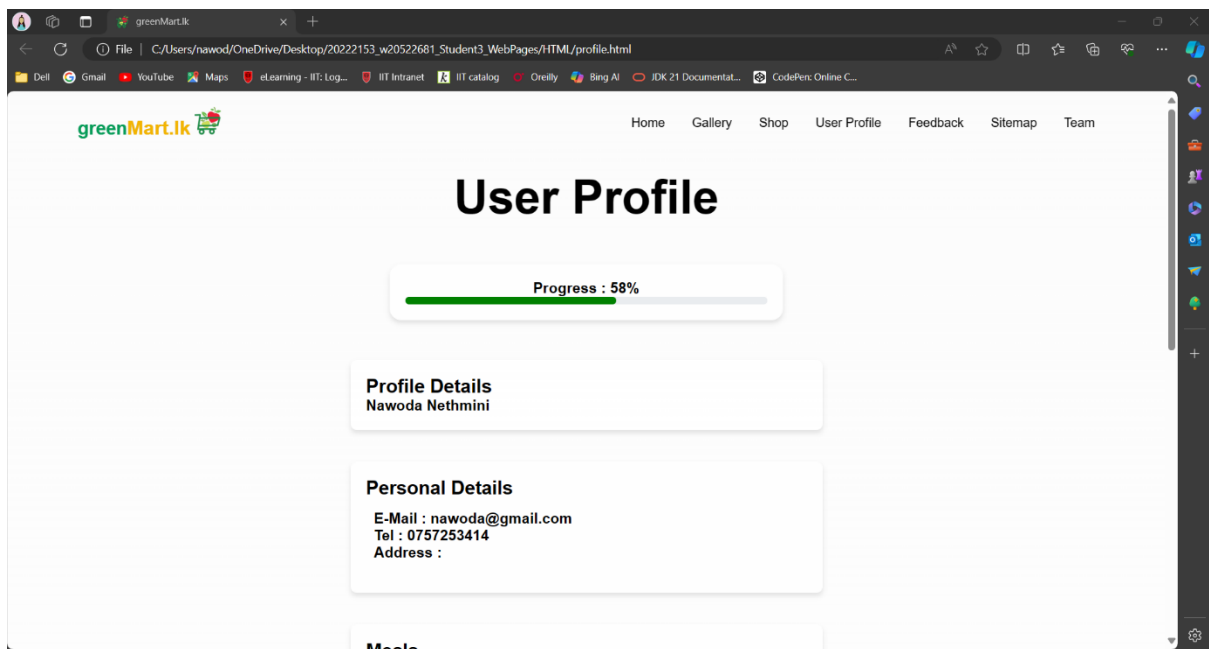 greenMart.lk
File | C:/Users/nawod/OneDrive/Desktop/20222153_w20522681_Student3_WebPages/HTML/profile.html
Dell Gmail YouTube Maps eLearning - IIT: Log... IIT Intranet IIT catalog Oreilly Bing AI JDK 21 Documentat... CodePen: Online C...
greenMart.lk
Home Gallery Shop User Profile Feedback Sitemap Team
User Profile
Progress : 58%
Profile Details
Nawoda Nethmini
Personal Details
E-Mail : nawoda@gmail.com
Tel : 0757253414
Address :
Meals